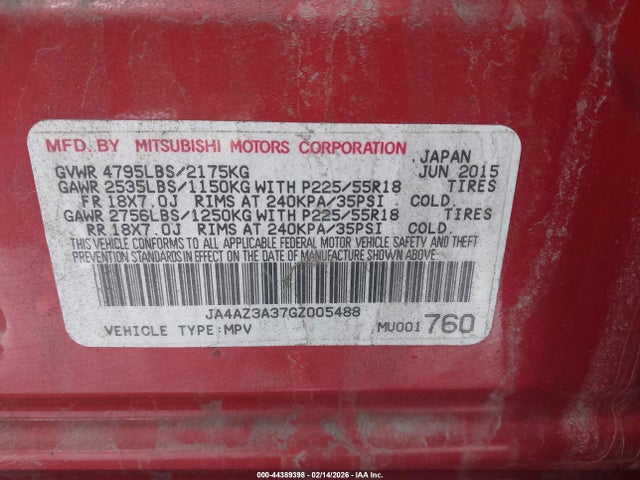 MFD. BY MITSUBISHI MOTORS CORPORATION JAPAN
GVWR 4795LBS/2175KG JUN 2015
GAWR 2535LBS/1150KG WITH P225/55R18 TIRES
FR 18X7.0J RIMS AT 240KPA/35PSI COLD.
GAWR 2756LBS/1250KG WITH P225/55R18 TIRES
RR 18X7.0J RIMS AT 240KPA/35PSI COLD.
THIS VEHICLE CONFORMS TO ALL APPLICABLE FEDERAL MOTOR VEHICLE SAFETY AND THEFT
PREVENTION STANDARDS IN EFFECT ON THE DATE OF MANUFACTURE SHOWN ABOVE.
JA4AZ3A37GZ005488
VEHICLE TYPE:MPV MU001 760
000-44389398 - 02/14/2026 - IAAI.COM